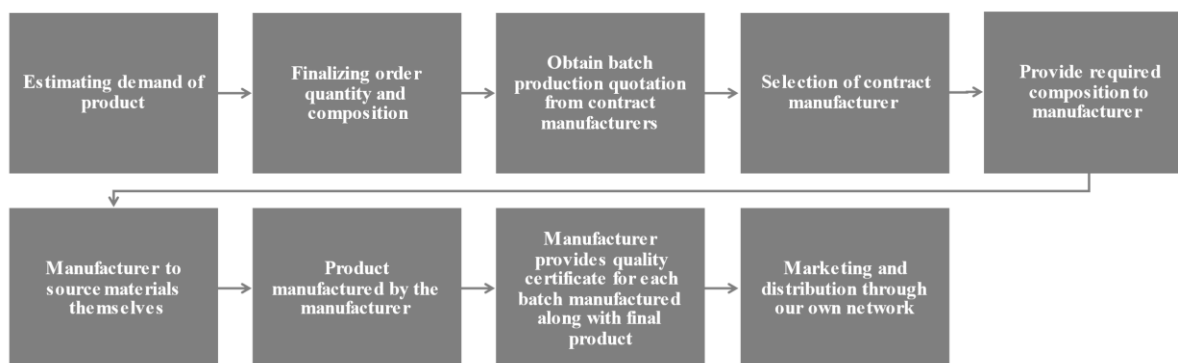 Estimating demand of
product
Finalizing order
quantity and
composition
Obtain batch
production quotation
from contract
manufacturers
Selection of contract
manufacturer
Provide required
composition to
manufacturer
Manufacturer to
source materials
themselves
Product
manufactured by the
manufacturer
Manufacturer
provides quality
certificate for each
batch manufactured
along with final
product
Marketing and
distribution through
our own network